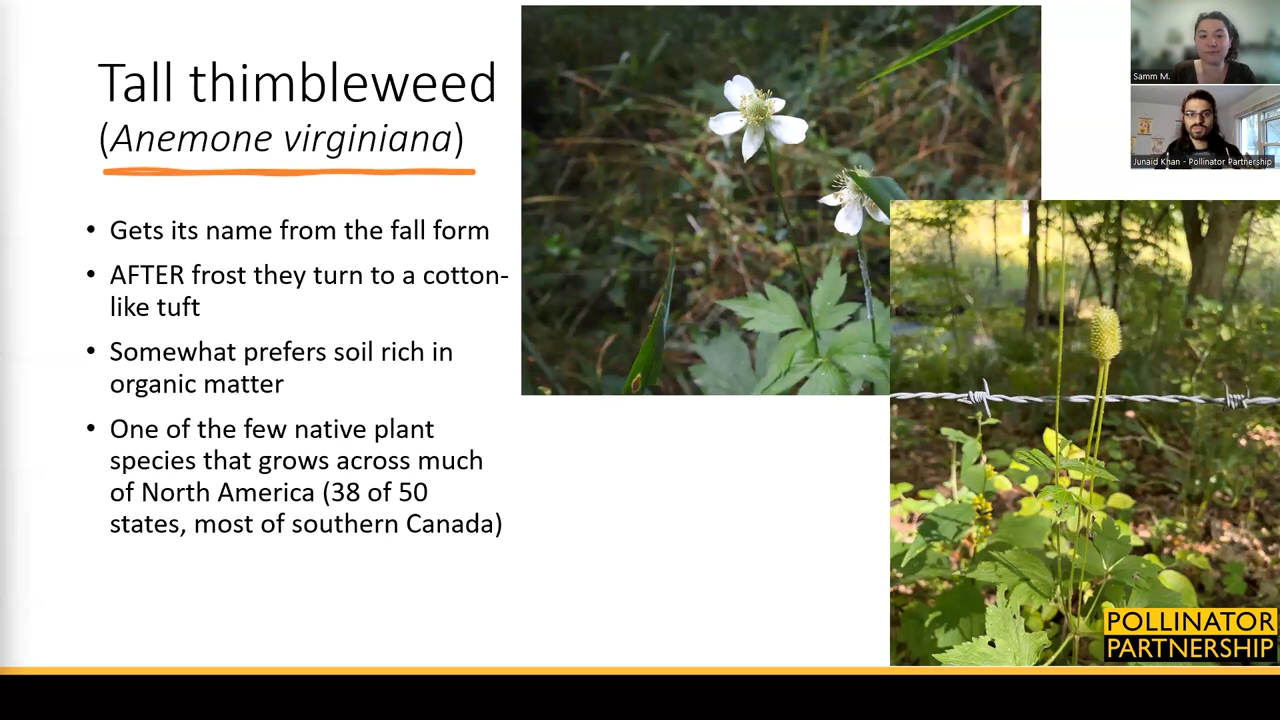 Tall thimbleweed
(Anemone virginiana)
• Gets its name from the fall form
• AFTER frost they turn to a cotton-
like tuft
• Somewhat prefers soil rich in
organic matter
• One of the few native plant
species that grows across much
of North America (38 of 50
states, most of southern Canada)
Samm M.
Junaid Khan - Pollinator Partnership
POLLINATOR
PARTNERSHIP